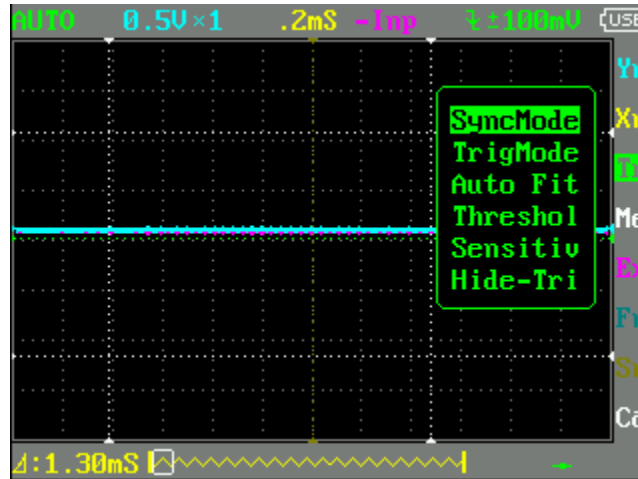 AUTO 0.5V×1 .2mS -Inp ±100mV USB
SyncMode
TrigMode
Auto Fit
Threshol
Sensitiv
Hide-Tri
Me
Ca
⊿:1.30mS